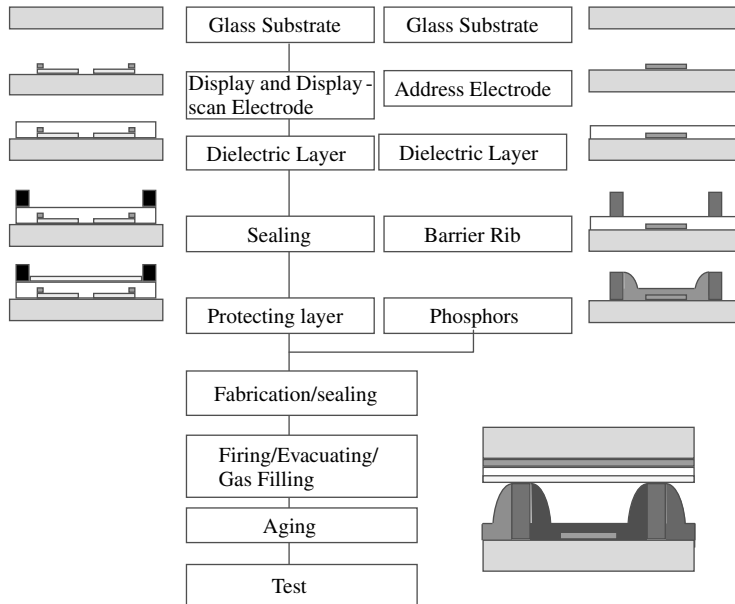 Glass Substrate
Glass Substrate
Display and Display-
scan Electrode
Address Electrode
Dielectric Layer
Dielectric Layer
Sealing
Barrier Rib
Protecting layer
Phosphors
Fabrication/sealing
Firing/Evacuating/
Gas Filling
Aging
Test